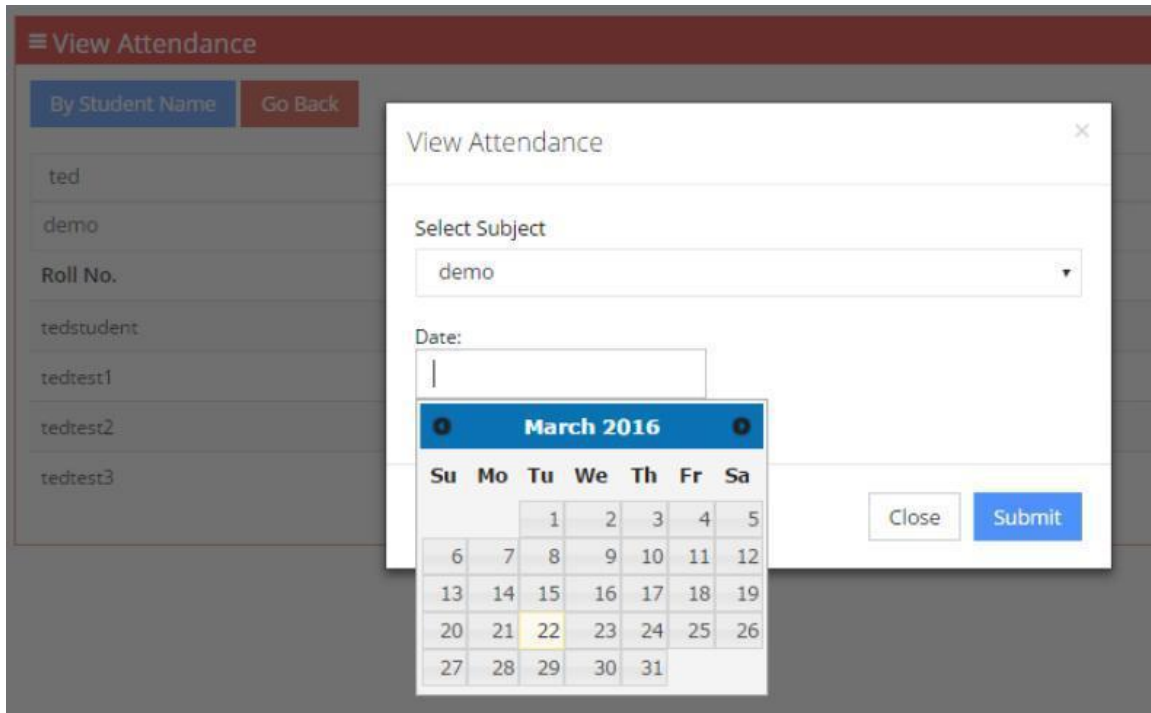 View Attendance
By Student Name Go Back
ted
demo
Roll No.
tedstudent
tedtest1
tedtest2
tedtest3
View Attendance ×
Select Subject
demo
Date:
March 2016
Su Mo Tu We Th Fr Sa
1 2 3 4 5
6 7 8 9 10 11 12
13 14 15 16 17 18 19
20 21 22 23 24 25 26
27 28 29 30 31
Close Submit